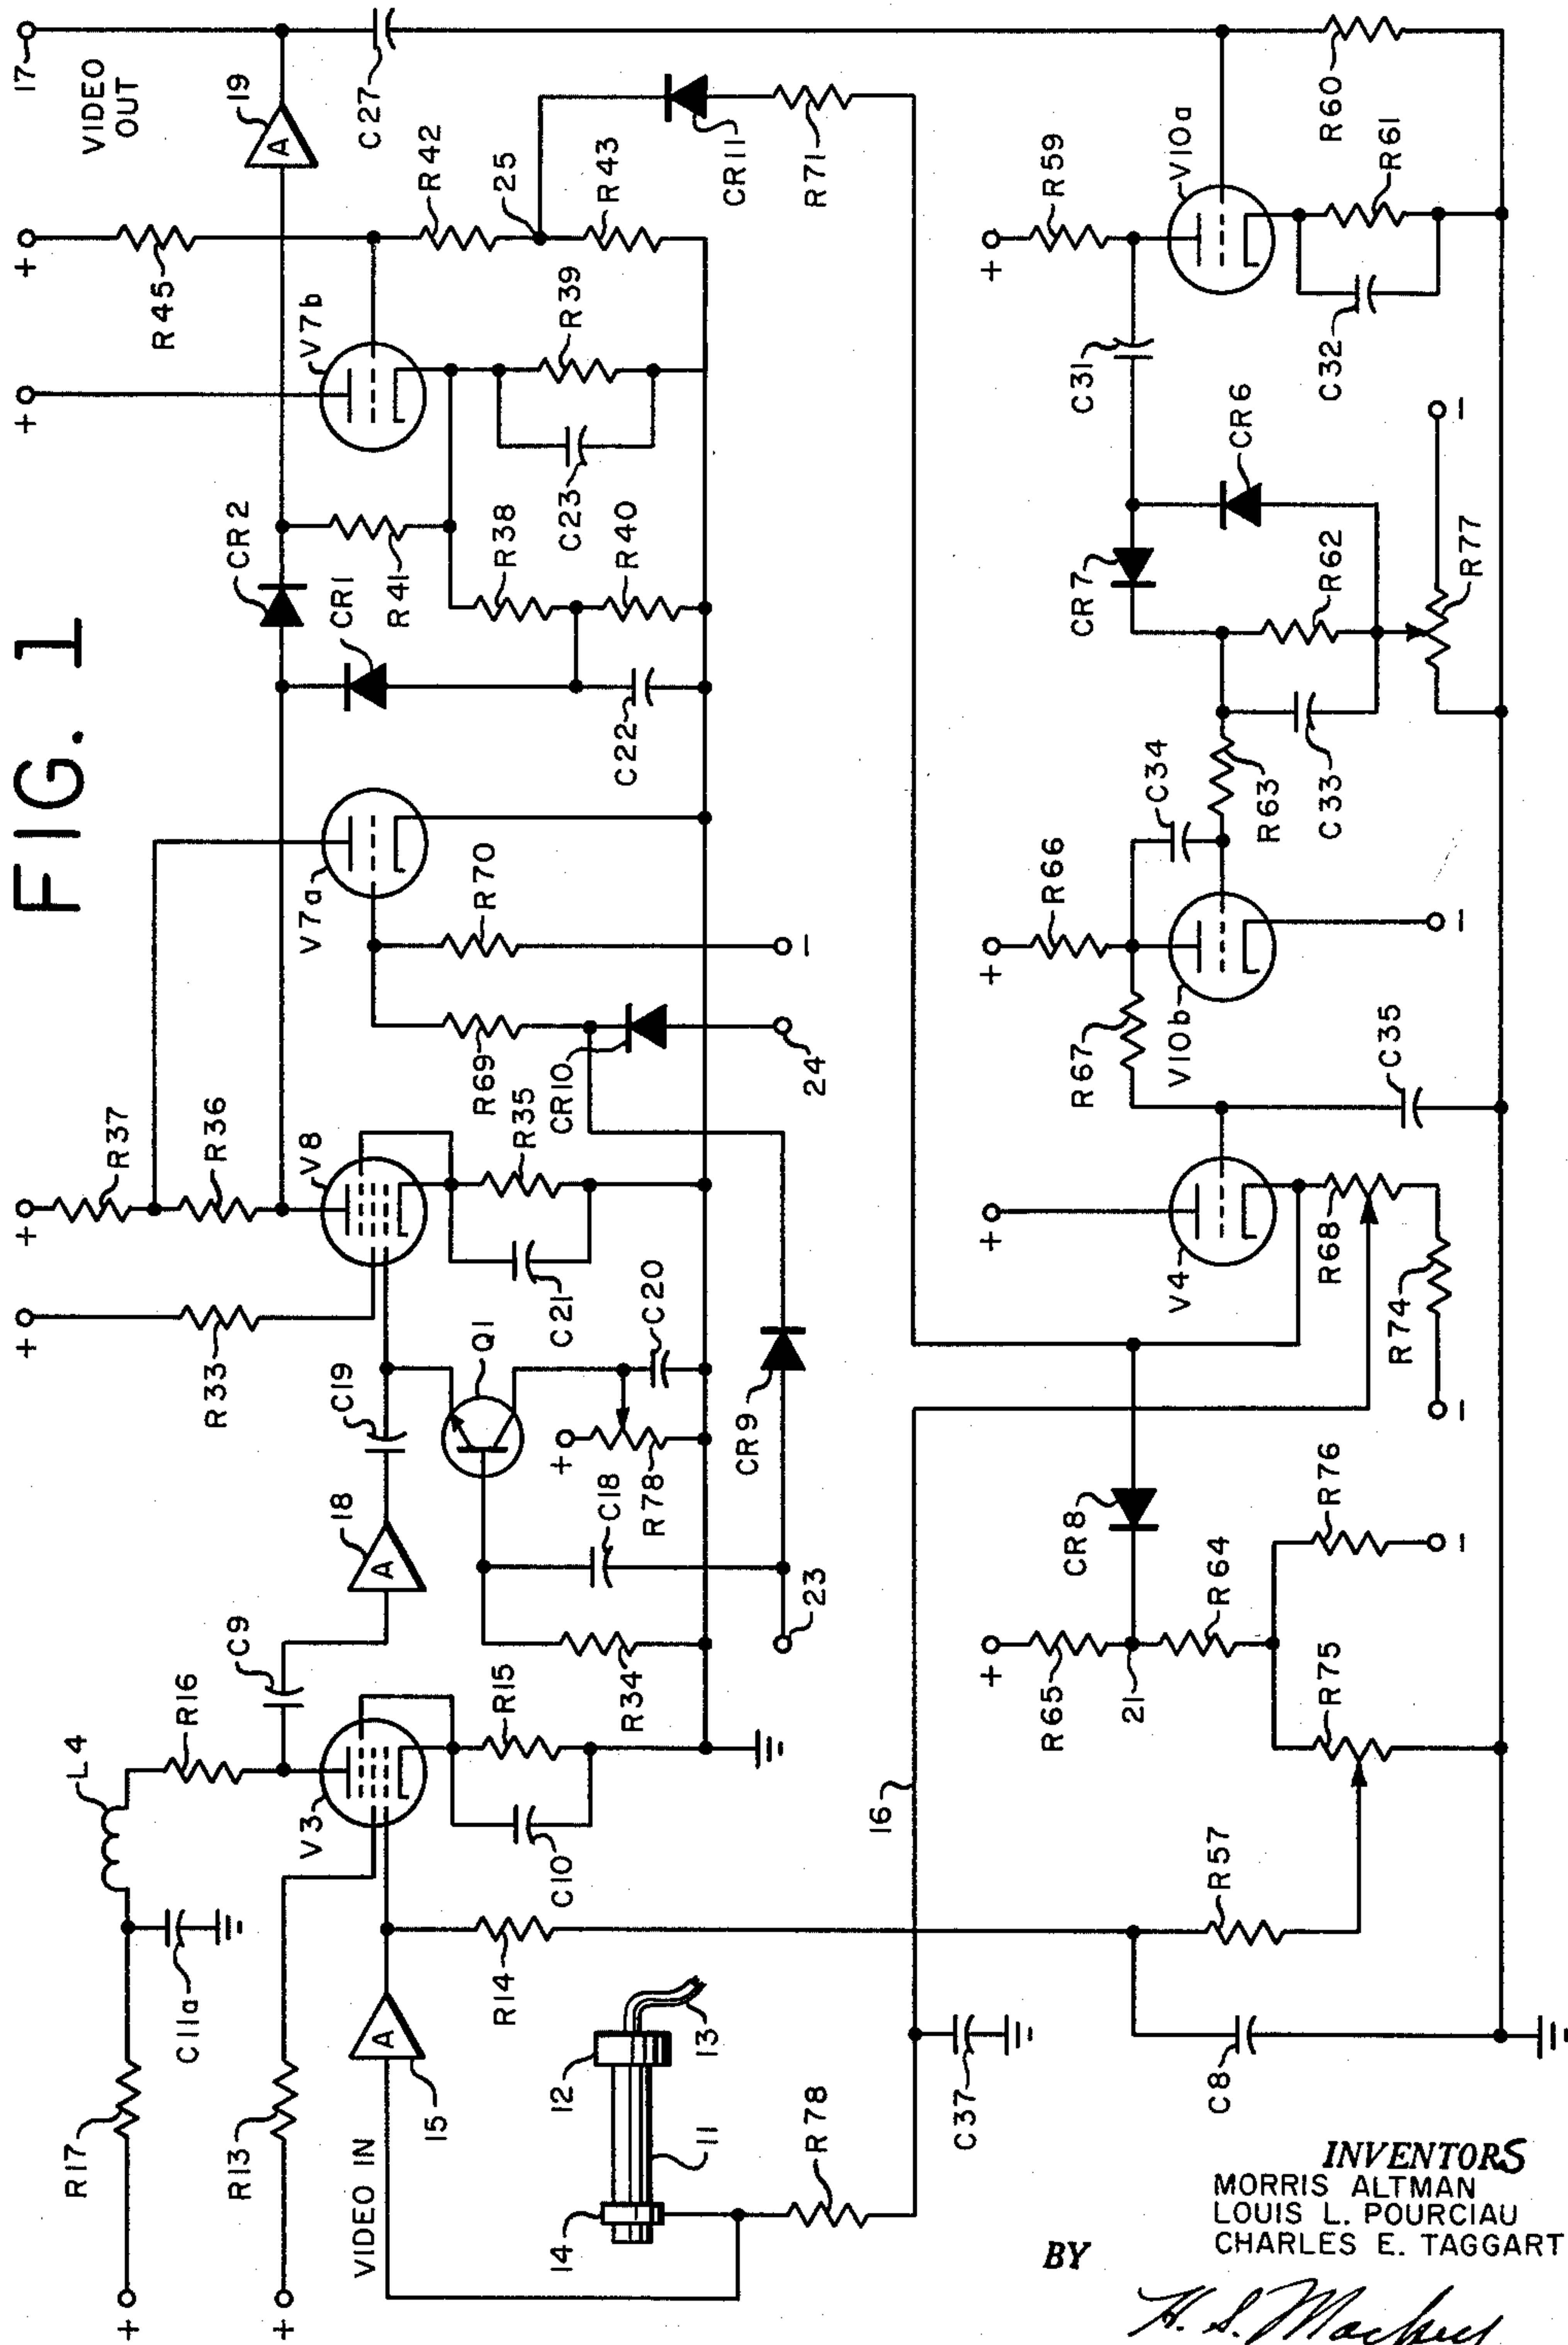 FIG. 1
17
VIDEO
OUT
19
C27
R45
R42
25
R43
CR11
R71
V7b
R39
C23
CR2
R41
CR1
R38
R40
C22
V7a
R70
R69
CR10
24
R37
R36
V8
R35
C21
R33
C19
Q1
C20
R78
C18
CR9
23
18
A
A
A
C9
R16
L4
V3
R15
C10
R34
C11a
R17
R13
VIDEO IN
15
R14
12
13
11
14
R78
16
C37
C8
R57
R75
R76
R64
21
R65
CR8
V4
R68
R74
C35
R67
V10b
R66
C34
R63
C33
R62
R77
CR7
CR6
C31
R59
V10a
C32
R61
R60
INVENTORS
MORRIS ALTMAN
LOUIS L. POURCIAU
CHARLES E. TAGGART
BY